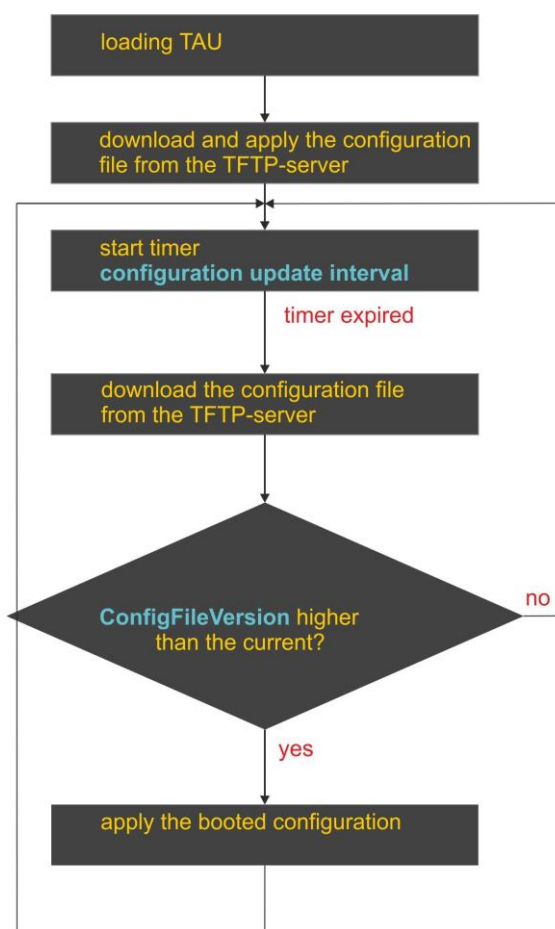 loading TAU
download and apply the configuration
file from the TFTP-server
start timer
configuration update interval
timer expired
download the configuration file
from the TFTP-server
ConfigFileVersion higher
than the current?
no
yes
apply the booted configuration